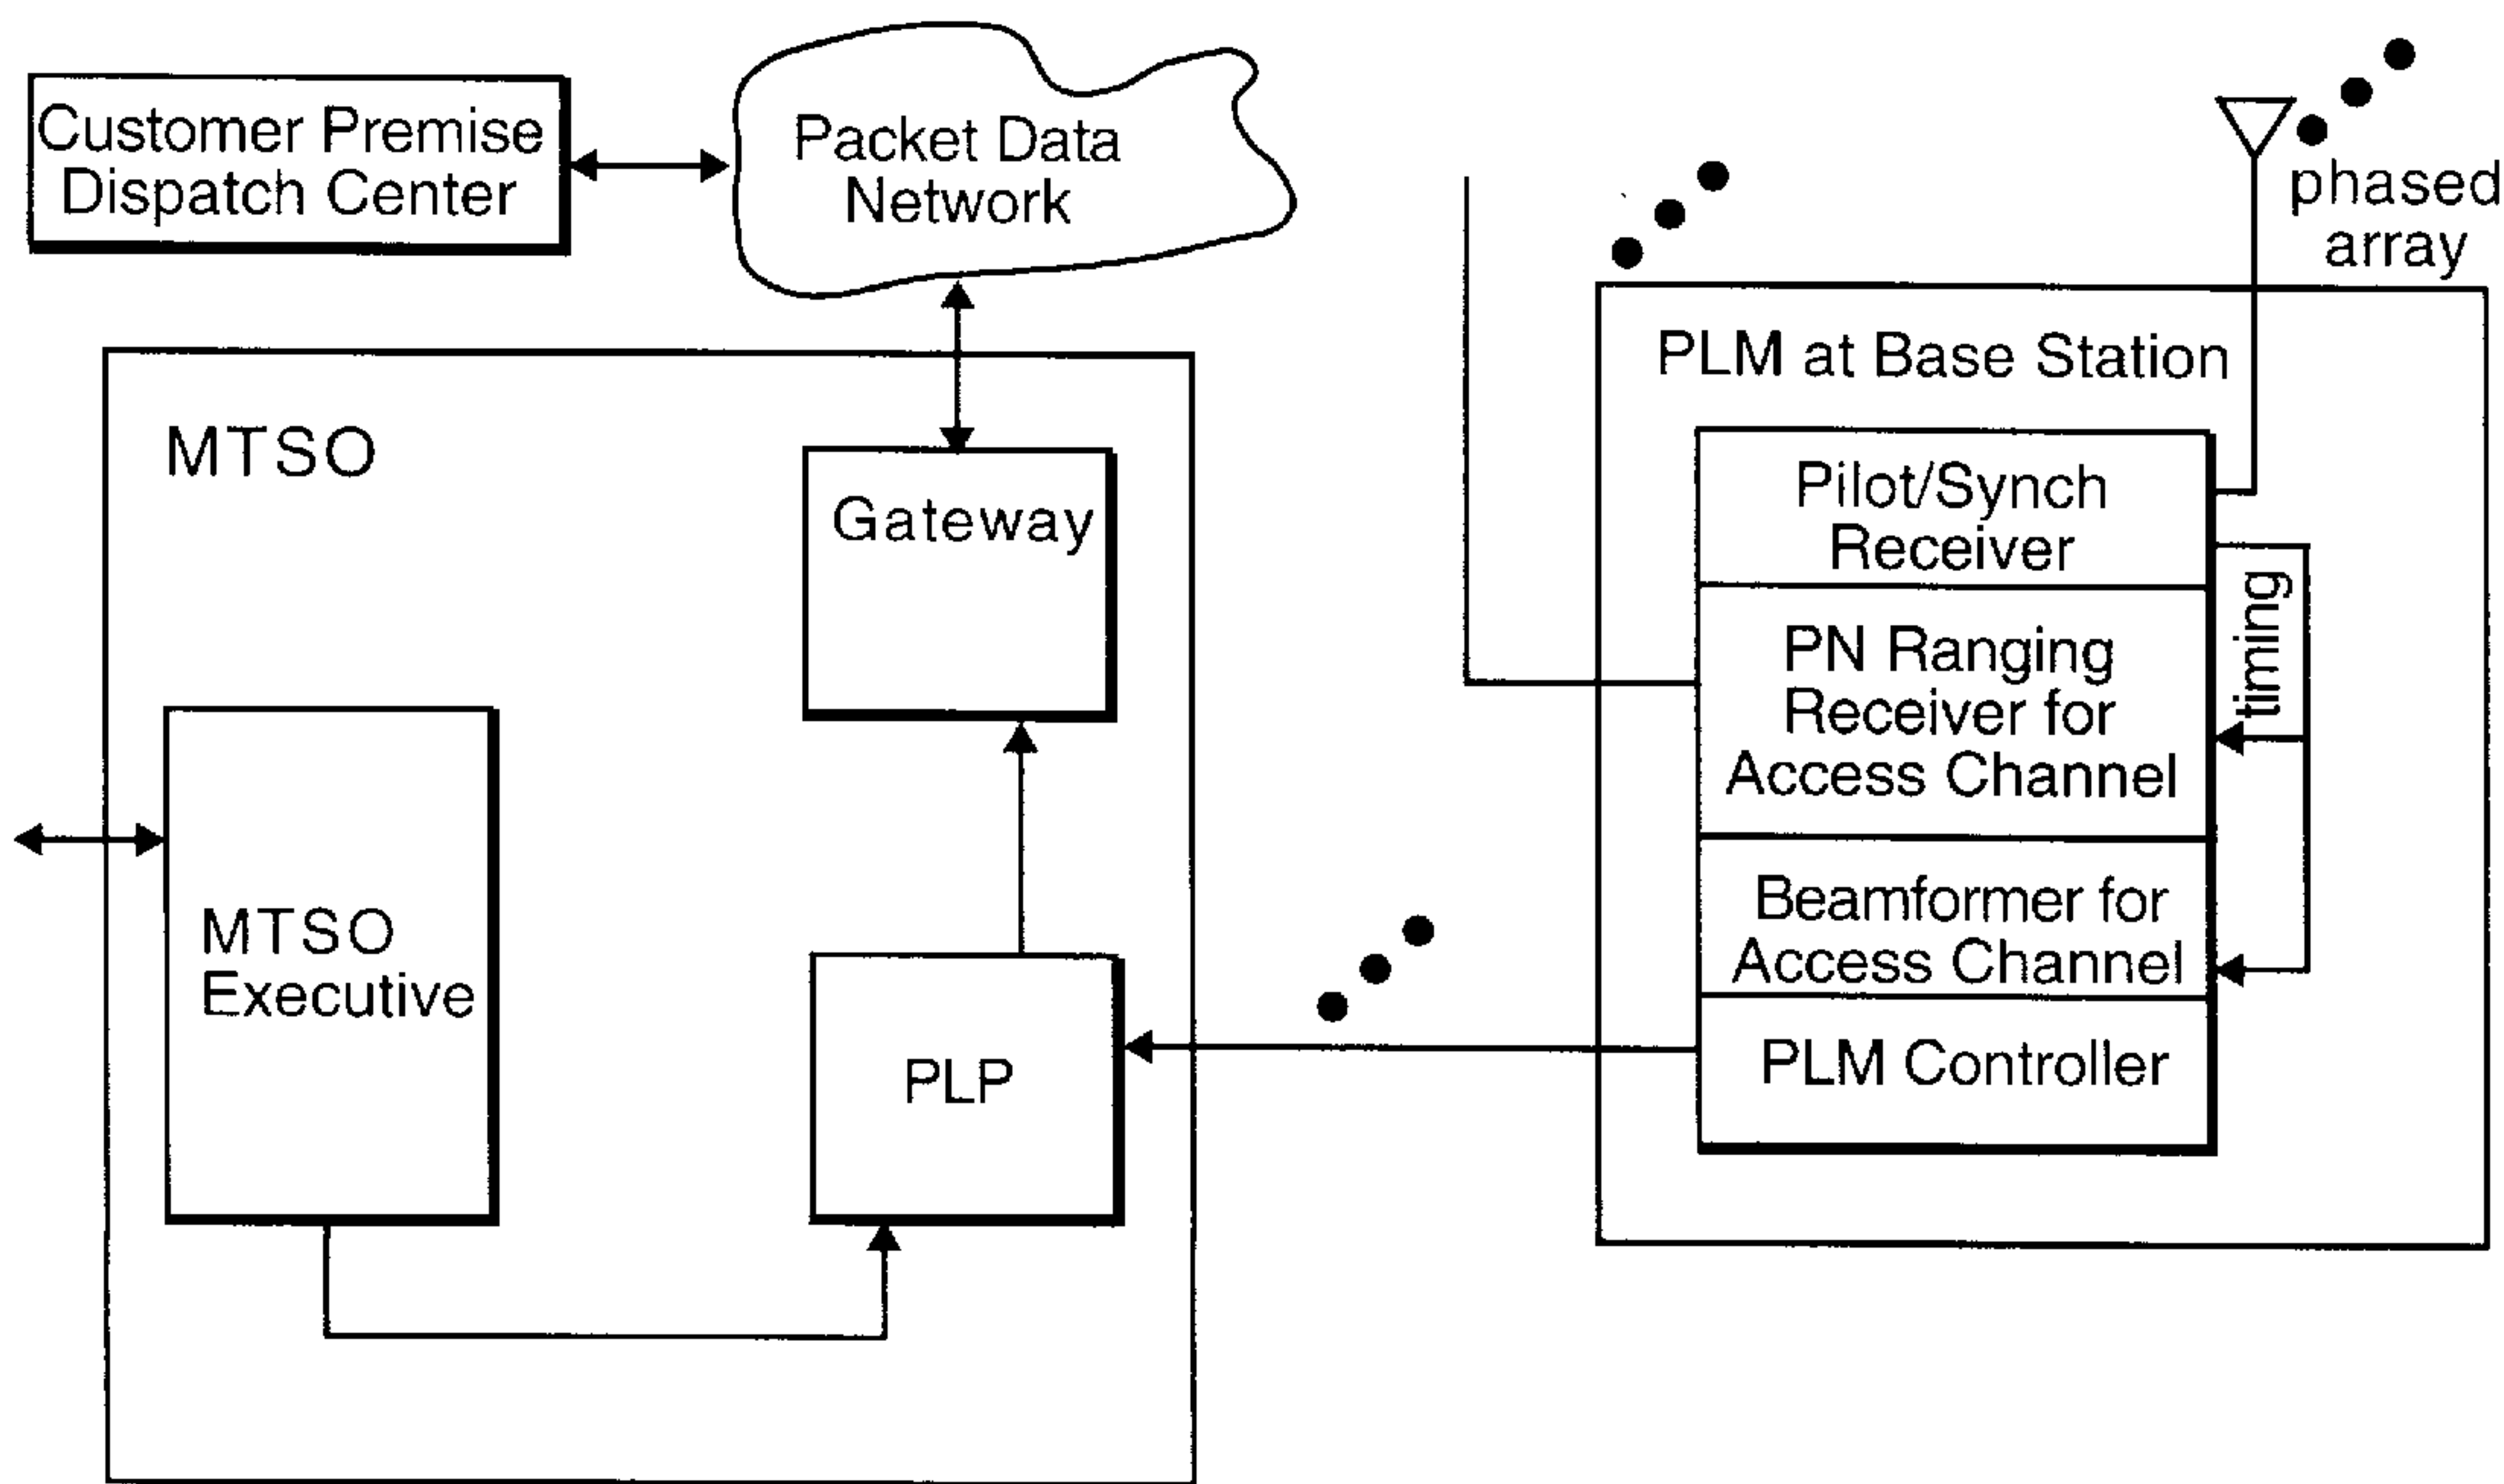 Customer Premise
Dispatch Center
Packet Data
Network
phased
array
MTSO
Gateway
MTSO
Executive
PLP
PLM at Base Station
Pilot/Synch
Receiver
timing
PN Ranging
Receiver for
Access Channel
Beamformer for
Access Channel
PLM Controller